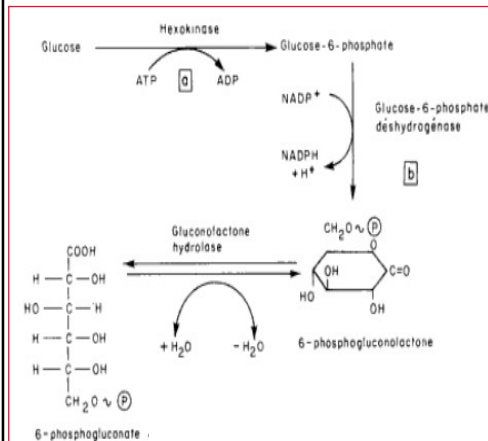 Hexokinase
Glucose
Glucose-6-phosphate
ATP
a
ADP
NADP+
Glucose-6-phosphate
déshydrogénase
NADPH
+ H+
b
CH2O~P
O
C=O
OH
HO
OH
6-phosphogluconolactone
Gluconolactone
hydrolase
+H2O
-H2O
COOH
H-C-OH
HO-C-H
H-C-OH
H-C-OH
CH2O~P
6-phosphogluconate